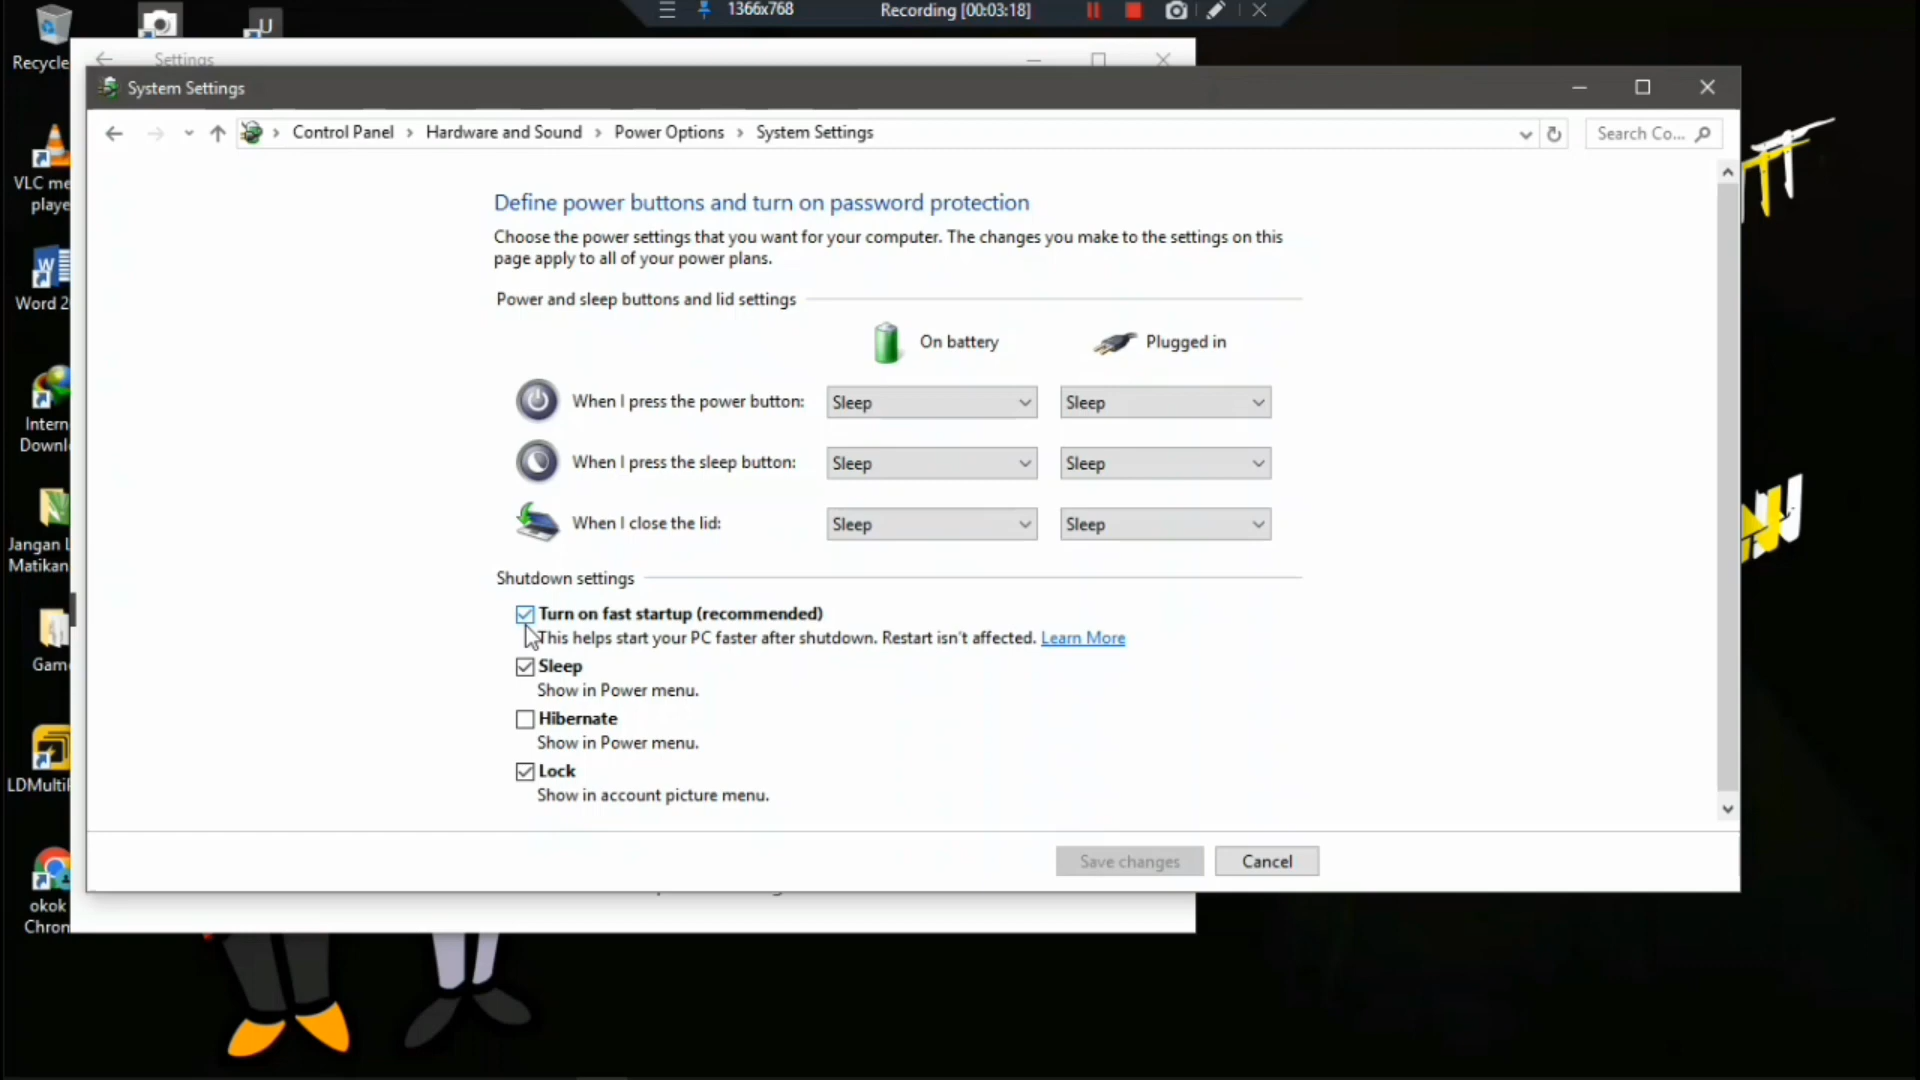 1366x768
Recording [00:03:18]
Recycle
Settings
System Settings
Control Panel > Hardware and Sound > Power Options > System Settings
Search Co...
VLC me
playe
Define power buttons and turn on password protection
Choose the power settings that you want for your computer. The changes you make to the settings on this
page apply to all of your power plans.
Word 2
Power and sleep buttons and lid settings
On battery
Plugged in
When I press the power button:
Sleep
Sleep
Intern
Downlo
When I press the sleep button:
Sleep
Sleep
When I close the lid:
Sleep
Sleep
Jangan L
Matikan
Shutdown settings
Turn on fast startup (recommended)
This helps start your PC faster after shutdown. Restart isn't affected. Learn More
Sleep
Show in Power menu.
Gam
Hibernate
Show in Power menu.
Lock
Show in account picture menu.
LDMulti
Save changes
Cancel
okok
Chrom